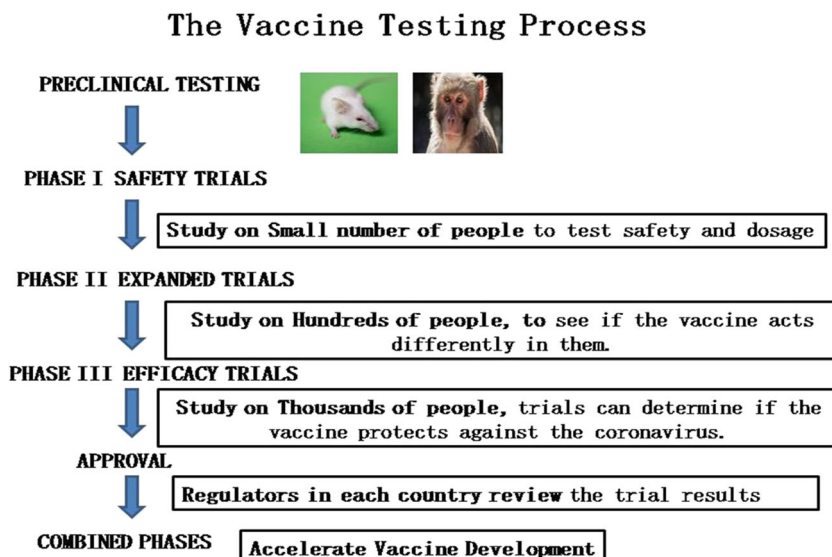 The Vaccine Testing Process
PRECLINICAL TESTING
PHASE I SAFETY TRIALS
Study on Small number of people to test safety and dosage
PHASE II EXPANDED TRIALS
Study on Hundreds of people, to see if the vaccine acts
differently in them.
PHASE III EFFICACY TRIALS
Study on Thousands of people, trials can determine if the
vaccine protects against the coronavirus.
APPROVAL
Regulators in each country review the trial results
COMBINED PHASES
Accelerate Vaccine Development